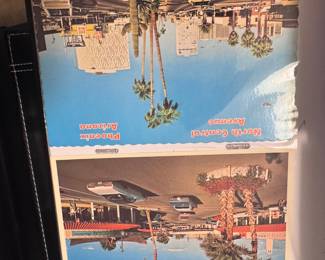 North Central
Avenue
Phoenix
Arizona